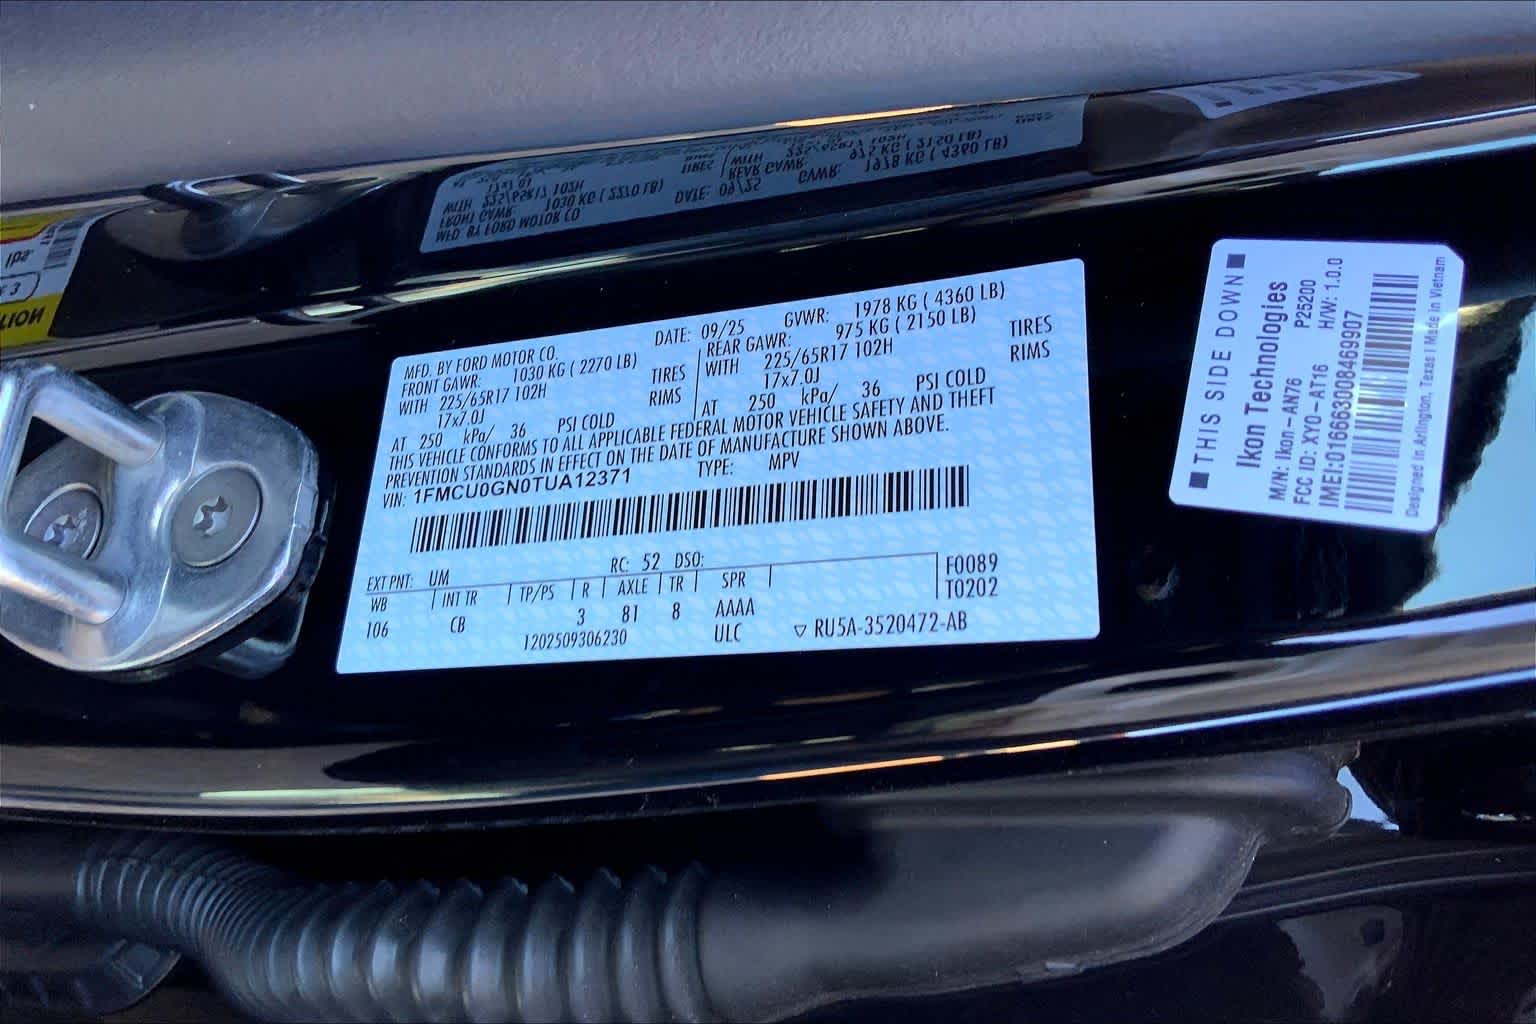 MFD. BY FORD MOTOR CO.
DATE: 09/25
GVWR: 1978 KG ( 4360 LB)
FRONT GAWR: 1030 KG ( 2270 LB)
WITH 225/65R17 102H TIRES
17x7.0J RIMS
AT 250 kPa/ 36 PSI COLD
REAR GAWR: 975 KG ( 2150 LB)
WITH 225/65R17 102H TIRES
17x7.0J RIMS
AT 250 kPa/ 36 PSI COLD
THIS VEHICLE CONFORMS TO ALL APPLICABLE FEDERAL MOTOR VEHICLE SAFETY AND THEFT
PREVENTION STANDARDS IN EFFECT ON THE DATE OF MANUFACTURE SHOWN ABOVE.
VIN: 1FMCU0GN0TUA12371 TYPE: MPV
EXT PNT: UM RC: 52 DSO:
WB INT TR TP/PS R AXLE TR SPR
106 CB 3 81 8 AAAA
F0089
T0202
1202509306230 ULC ▽ RU5A-3520472-AB
■ THIS SIDE DOWN ■
Ikon Technologies
M/N: Ikon-AN76 P25200
FCC ID: XYO-AT16 H/W: 1.0.0
IMEI:016663008469907
Designed in Arlington, Texas | Made in Vietnam